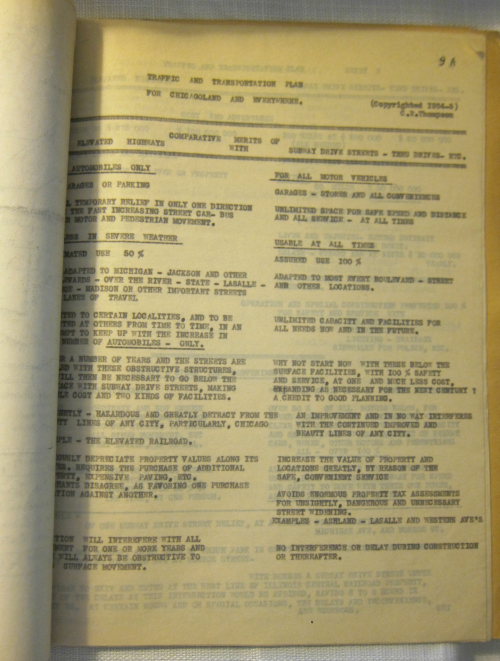 9A
TRAFFIC AND TRANSPORTATION PLAN
FOR CHICAGOLAND AND EVERYWHERE.
(Copyrighted 1934-5)
C.E.Thompson
COMPARATIVE MERITS OF
ELEVATED HIGHWAYS WITH SUBWAY DRIVE STREETS - THRU DRIVES- ETC.
AUTOMOBILES ONLY
GARAGES OR PARKING
TEMPORARY RELIEF IN ONLY ONE DIRECTION
THE FAST INCREASING STREET CAR- BUS
MOTOR AND PEDESTRIAN MOVEMENT.
IN SEVERE WEATHER
USE 50 %
ADAPTED TO MICHIGAN - JACKSON AND OTHER
- OVER THE RIVER - STATE - LASALLE -
- MADISON OR OTHER IMPORTANT STREETS
LANES OF TRAVEL
TO CERTAIN LOCALITIES, AND TO BE
AT OTHERS FROM TIME TO TIME, IN AN
TO KEEP UP WITH THE INCREASE IN
NUMBER OF AUTOMOBILES - ONLY.
A NUMBER OF YEARS AND THE STREETS ARE
WITH THESE OBSTRUCTIVE STRUCTURES,
THEN BE NECESSARY TO GO BELOW THE
WITH SUBWAY DRIVE STREETS, MAKING
COST AND TWO KINDS OF FACILITIES.
- HAZARDOUS AND GREATLY DETRACT FROM THE
LINES OF ANY CITY, PARTICULARLY, CHICAGO
- THE ELEVATED RAILROAD.
DEPRECIATE PROPERTY VALUES ALONG ITS
REQUIRES THE PURCHASE OF ADDITIONAL
EXPENSIVE PAVING, ETC.
DISAGREE, AS FAVORING ONE PURCHASE
AGAINST ANOTHER.
WILL INTERFERE WITH ALL
FOR ONE OR MORE YEARS AND
WILL ALWAYS BE OBSTRUCTIVE TO
SURFACE MOVEMENT.
FOR ALL MOTOR VEHICLES
GARAGES - STORES AND ALL CONVENIENCES
UNLIMITED SPACE FOR SAFE SPEED AND DISTANCE
AND ALL SERVICE - AT ALL TIMES
USABLE AT ALL TIMES
ASSURED USE 100 %
ADAPTED TO MOST EVERY BOULEVARD - STREET
AND OTHER LOCATIONS.
UNLIMITED CAPACITY AND FACILITIES FOR
ALL NEEDS NOW AND IN THE FUTURE.
WHY NOT START NOW WITH THESE BELOW THE
SURFACE FACILITIES, WITH 100 % SAFETY
AND SERVICE, AT ONE AND MUCH LESS COST,
EXPANDING AS NECESSARY FOR THE NEXT CENTURY ?
A CREDIT TO GOOD PLANNING.
AN IMPROVEMENT AND IN NO WAY INTERFERES
WITH THE CONTINUED IMPROVED AND
BEAUTY LINES OF ANY CITY.
INCREASE THE VALUE OF PROPERTY AND
LOCATIONS GREATLY, BY REASON OF THE
SAFE, CONVENIENT SERVICE
AVOIDS ENORMOUS PROPERTY TAX ASSESSMENTS
FOR UNSIGHTLY, DANGEROUS AND UNNECESSARY
STREET WIDENING.
EXAMPLES - ASHLAND - LASALLE AND WESTERN AVE'S
NO INTERFERENCE OR DELAY DURING CONSTRUCTION
OR THEREAFTER.